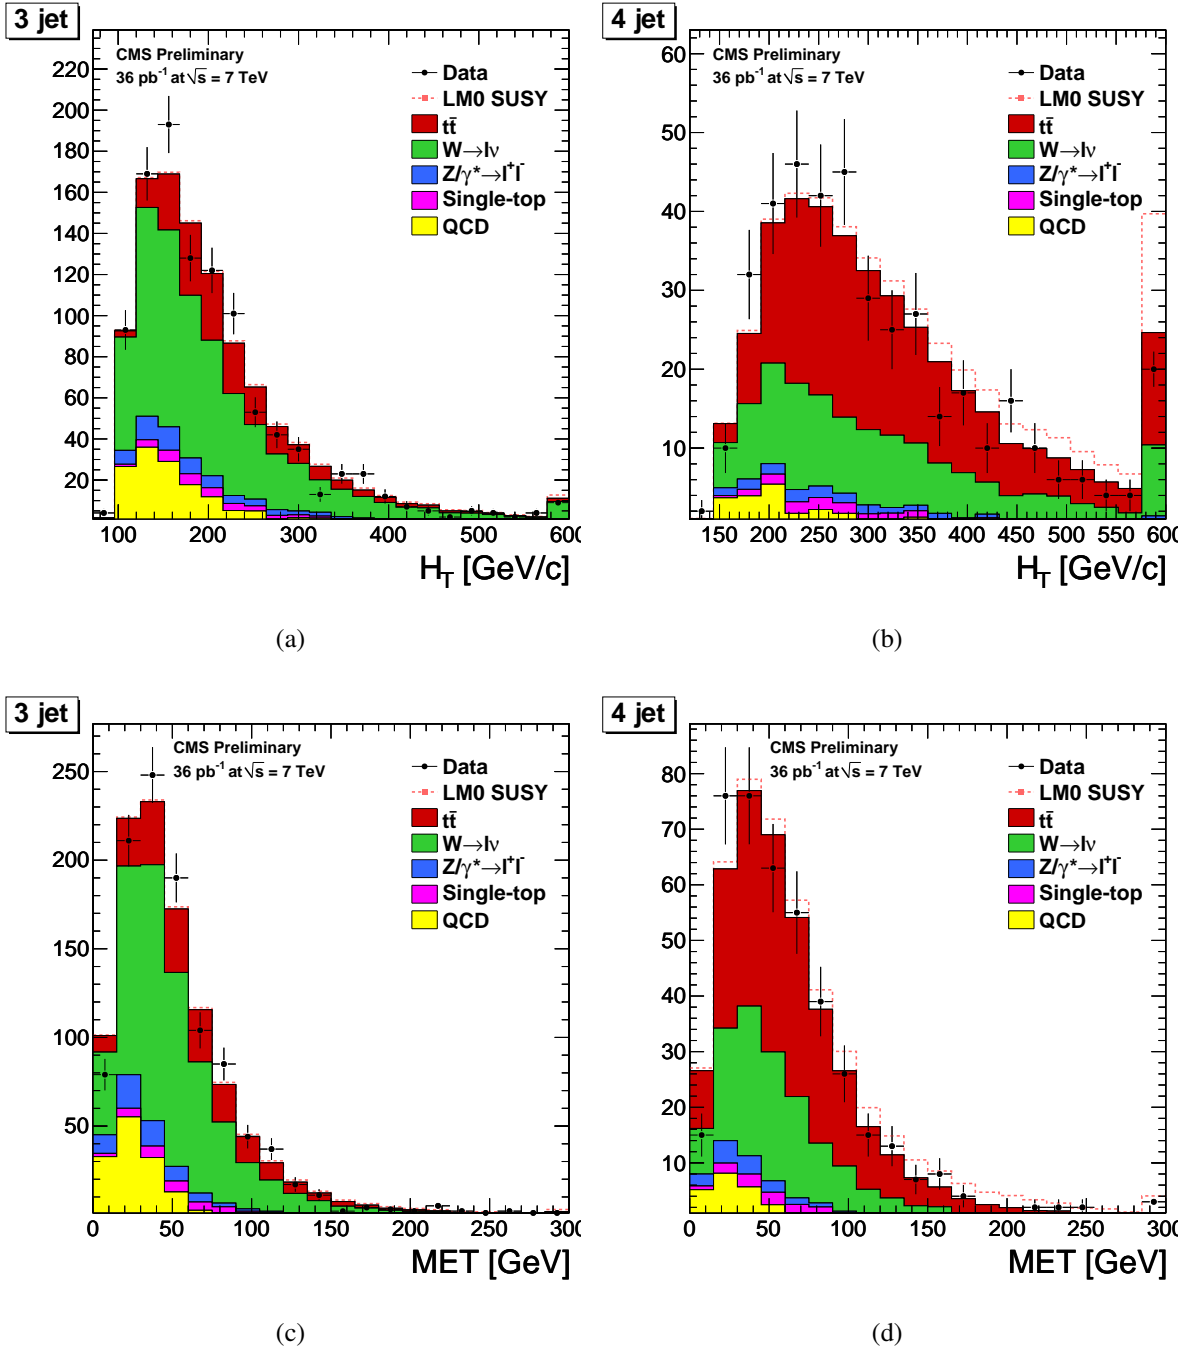 3 jet
CMS Preliminary
36 pb⁻¹ at √s = 7 TeV
Data
LM0 SUSY
tt̄
W→lν
Z/γ*→l⁺l⁻
Single-top
QCD
220
200
180
160
140
120
100
80
60
40
20
100 200 300 400 500 600
H_T [GeV/c]
(a)
4 jet
CMS Preliminary
36 pb⁻¹ at √s = 7 TeV
Data
LM0 SUSY
tt̄
W→lν
Z/γ*→l⁺l⁻
Single-top
QCD
60
50
40
30
20
10
150 200 250 300 350 400 450 500 550 600
H_T [GeV/c]
(b)
3 jet
CMS Preliminary
36 pb⁻¹ at √s = 7 TeV
Data
LM0 SUSY
tt̄
W→lν
Z/γ*→l⁺l⁻
Single-top
QCD
250
200
150
100
50
0 50 100 150 200 250 300
MET [GeV]
(c)
4 jet
CMS Preliminary
36 pb⁻¹ at √s = 7 TeV
Data
LM0 SUSY
tt̄
W→lν
Z/γ*→l⁺l⁻
Single-top
QCD
80
70
60
50
40
30
20
10
0 50 100 150 200 250 300
MET [GeV]
(d)